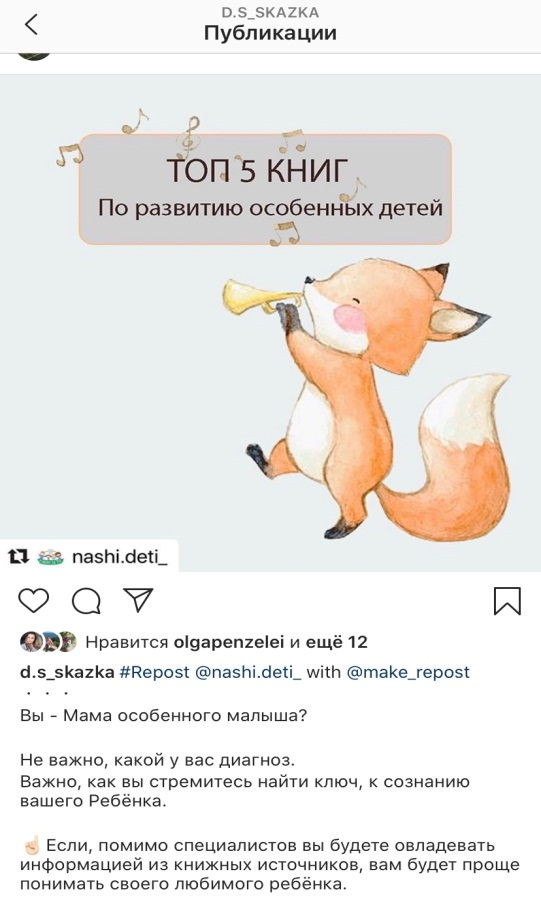 D.S_SKAZKA
Публикации
ТОП 5 КНИГ
По развитию особенных детей
nashi.deti_
Нравится olgapenzelei и ещё 12
d.s_skazka #Repost @nashi.deti_ with @make_repost
. . .
Вы - Мама особенного малыша?
Не важно, какой у вас диагноз.
Важно, как вы стремитесь найти ключ, к сознанию
вашего Ребёнка.
☝🏻Если, помимо специалистов вы будете овладевать
информацией из книжных источников, вам будет проще
понимать своего любимого ребёнка.